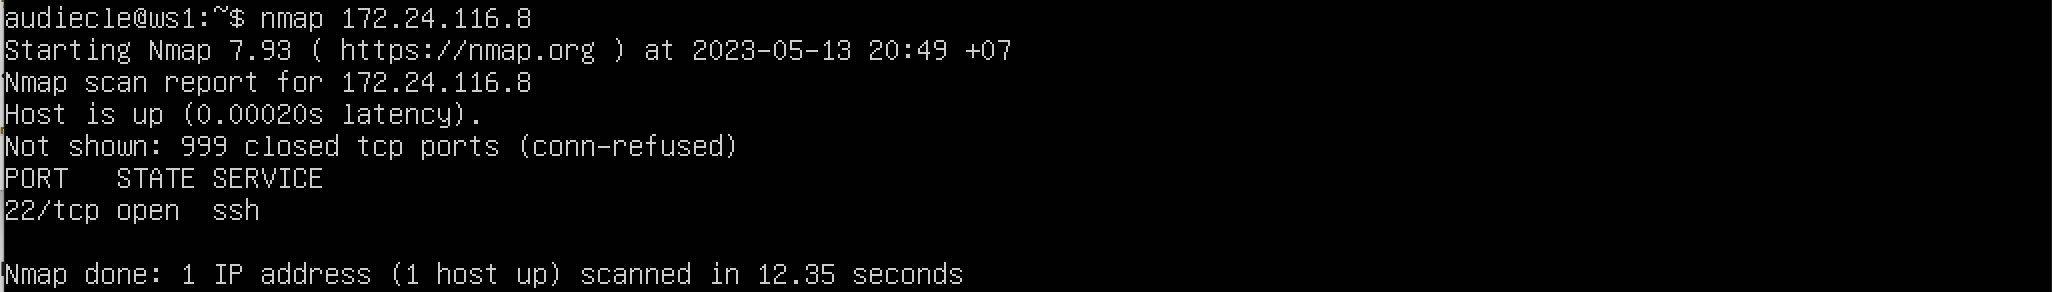 audiecle@ws1:~$ nmap 172.24.116.8
Starting Nmap 7.93 ( https://nmap.org ) at 2023-05-13 20:49 +07
Nmap scan report for 172.24.116.8
Host is up (0.00020s latency).
Not shown: 999 closed tcp ports (conn-refused)
PORT   STATE SERVICE
22/tcp open  ssh
Nmap done: 1 IP address (1 host up) scanned in 12.35 seconds